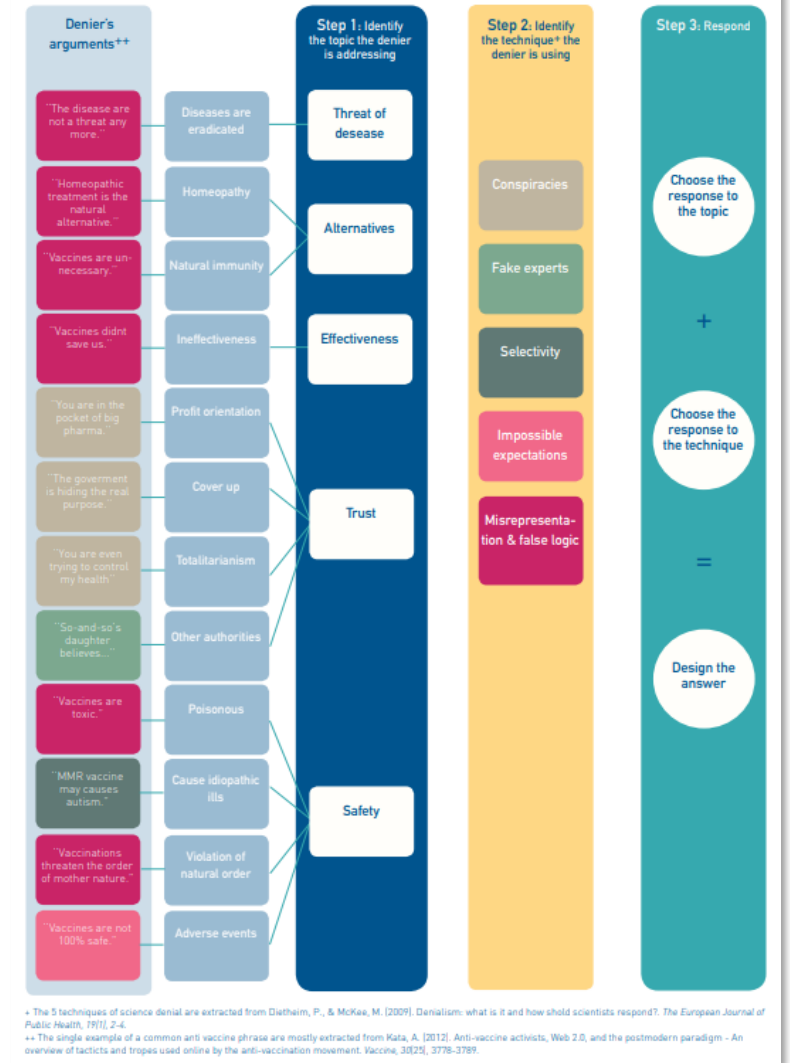 Denier's
arguments++
Step 1: Identify
the topic the denier
is addressing
Step 2: Identify
the technique+ the
denier is using
Step 3: Respond
"The disease are
not a threat any
more."
Diseases are
eradicated
Threat of
desease
"Homeopathic
treatment is the
natural
alternative."
Homeopathy
Alternatives
"Vaccines are un-
necessary."
Natural immunity
"Vaccines didnt
save us."
Ineffectiveness
Effectiveness
"You are in the
pocket of big
pharma."
Profit orientation
"The goverment
is hiding the real
purpose."
Cover up
Trust
"You are even
trying to control
my health"
Totalitarianism
"So-and-so's
daughter
believes..."
Other authorities
"Vaccines are
toxic."
Poisonous
"MMR vaccine
may causes
autism."
Cause idiopathic
ills
Safety
"Vaccinations
threaten the order
of mother nature."
Violation of
natural order
"Vaccines are not
100% safe."
Adverse events
Conspiracies
Fake experts
Selectivity
Impossible
expectations
Misrepresenta-
tion & false logic
Choose the
response to
the topic
+
Choose the
response to
the technique
=
Design the
answer
+ The 5 techniques of science denial are extracted from Dietheim, P., & McKee, M. (2009). Denialism: what is it and how shold scientists respond?. The European Journal of
Public Health, 19(1), 2-4.
++ The single example of a common anti vaccine phrase are mostly extracted from Kata, A. (2012). Anti-vaccine activists, Web 2.0, and the postmodern paradigm - An
overview of tacticts and tropes used online by the anti-vaccination movement. Vaccine, 30(25), 3778-3789.